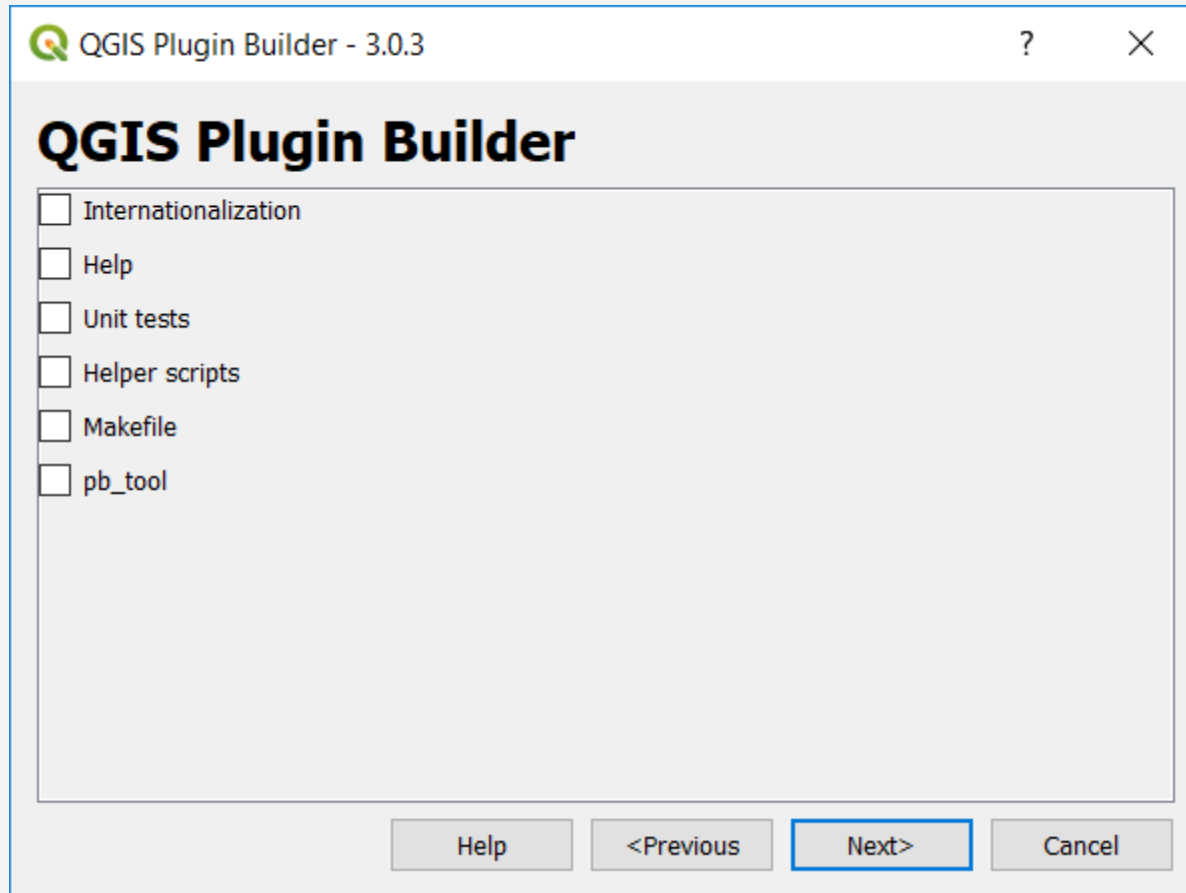 QGIS Plugin Builder - 3.0.3 ?
QGIS Plugin Builder
Internationalization
Help
Unit tests
Helper scripts
Makefile
pb_tool
Help <Previous Next> Cancel